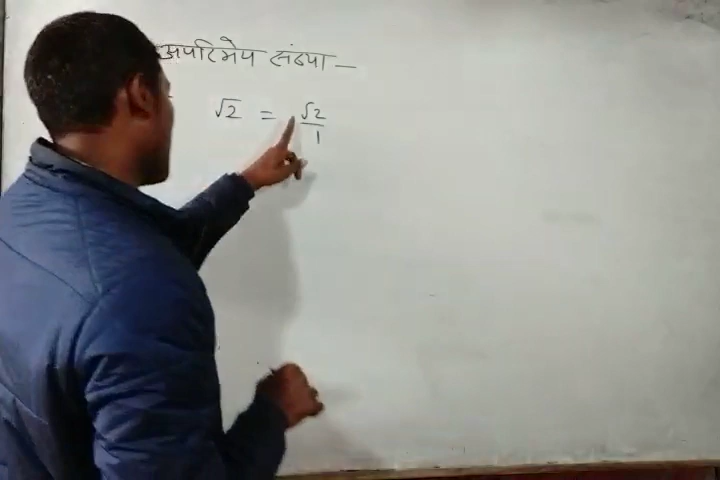 अपरिमेय संख्या —
√2 = √2/1